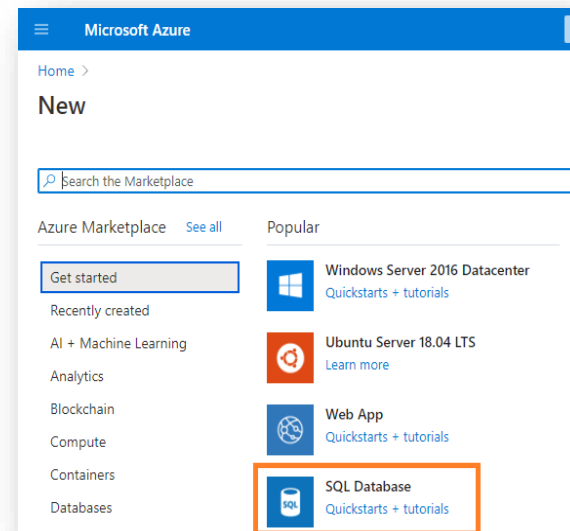 Microsoft Azure
Home >
New
Search the Marketplace
Azure Marketplace See all
Get started
Recently created
AI + Machine Learning
Analytics
Blockchain
Compute
Containers
Databases
Popular
Windows Server 2016 Datacenter
Quickstarts + tutorials
Ubuntu Server 18.04 LTS
Learn more
Web App
Quickstarts + tutorials
SQL Database
SQL
Quickstarts + tutorials